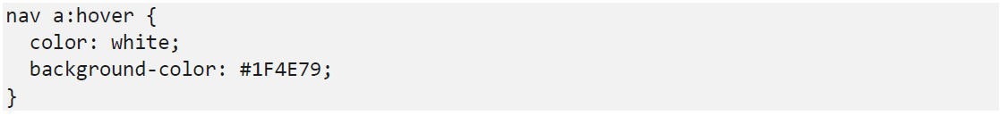 nav a:hover {
  color: white;
  background-color: #1F4E79;
}